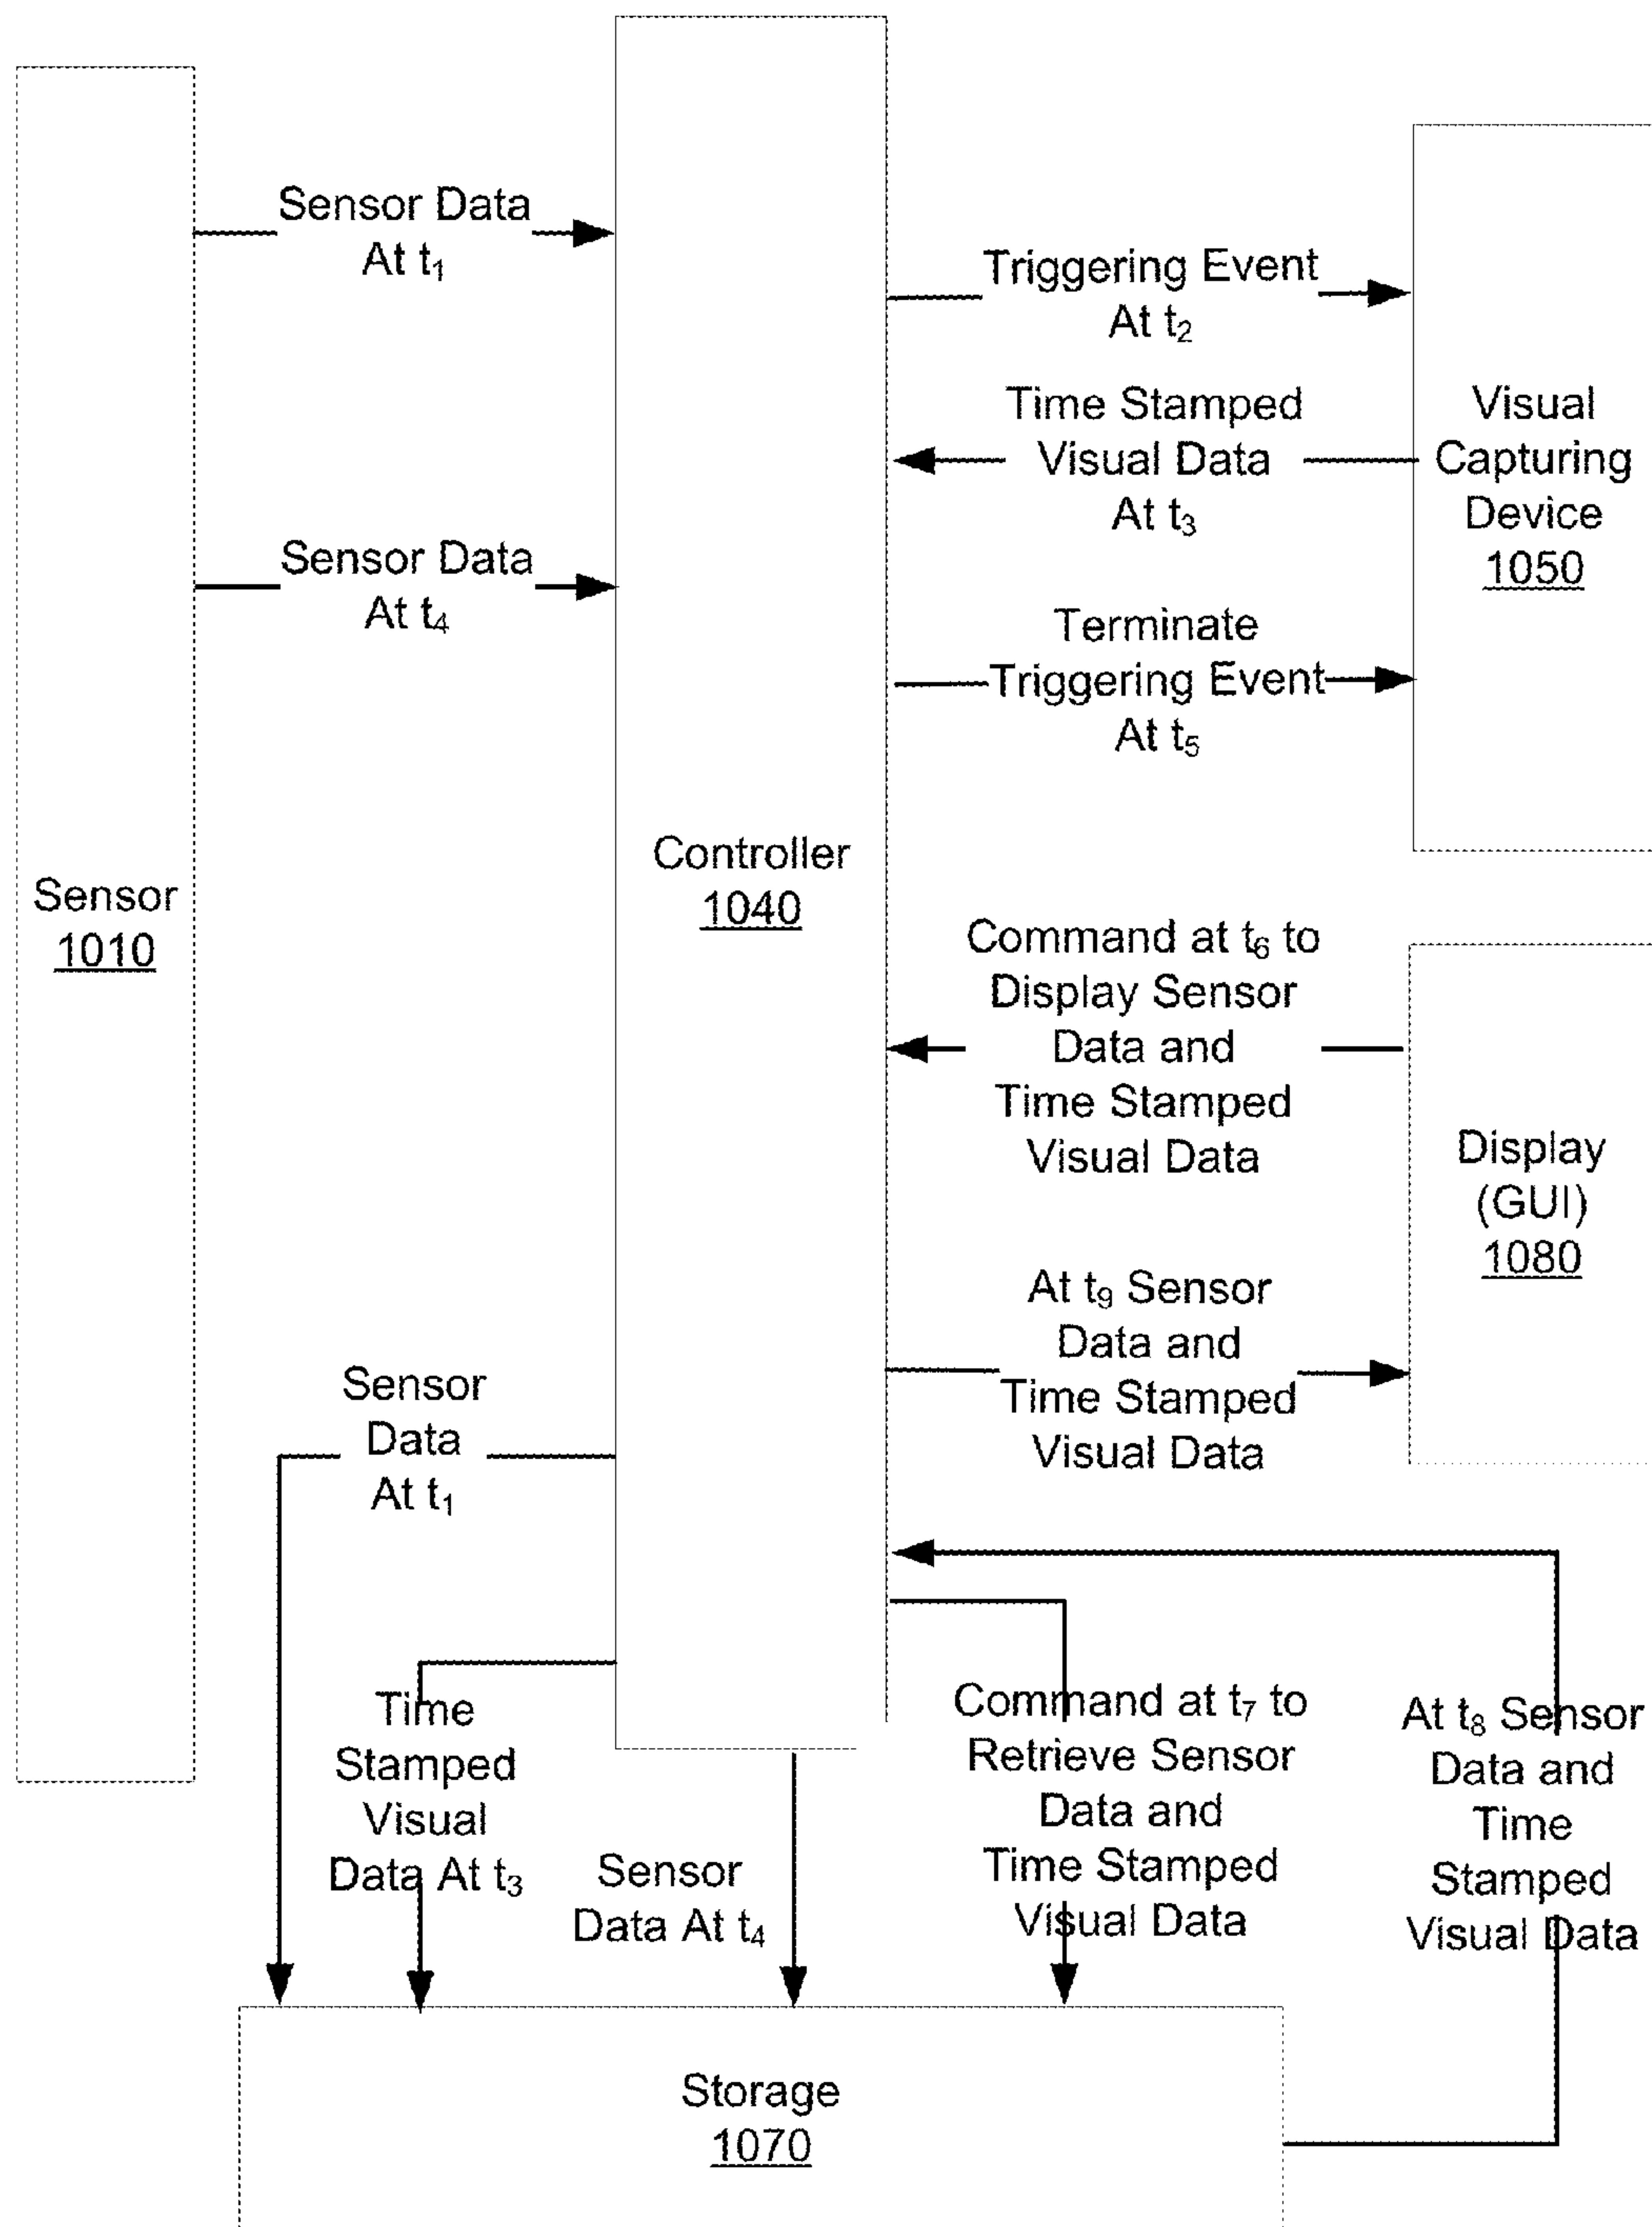 Sensor Data
At t₁
Triggering Event
At t₂
Time Stamped
Visual Data
At t₃
Visual
Capturing
Device
1050
Sensor Data
At t₄
Terminate
Triggering Event
At t₅
Controller
1040
Sensor
1010
Command at t₆ to
Display Sensor
Data and
Time Stamped
Visual Data
Display
(GUI)
1080
At t₉ Sensor
Data and
Time Stamped
Visual Data
Sensor
Data
At t₁
Time
Stamped
Visual
Data At t₃
Sensor
Data At t₄
Command at t₇ to
Retrieve Sensor
Data and
Time Stamped
Visual Data
At t₈ Sensor
Data and
Time
Stamped
Visual Data
Storage
1070